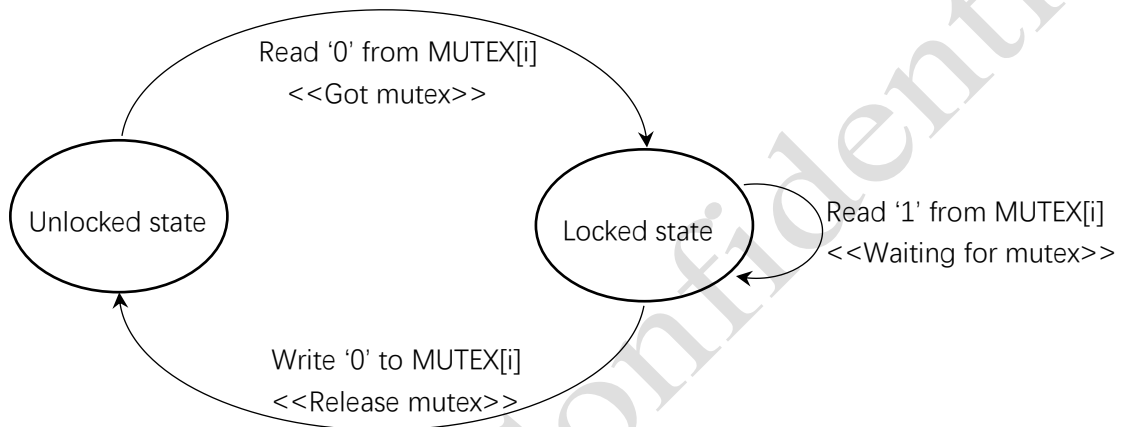 Read ‘0’ from MUTEX[i]
<<Got mutex>>
Unlocked state
Locked state
Read ‘1’ from MUTEX[i]
<<Waiting for mutex>>
Write ‘0’ to MUTEX[i]
<<Release mutex>>
onfidenti